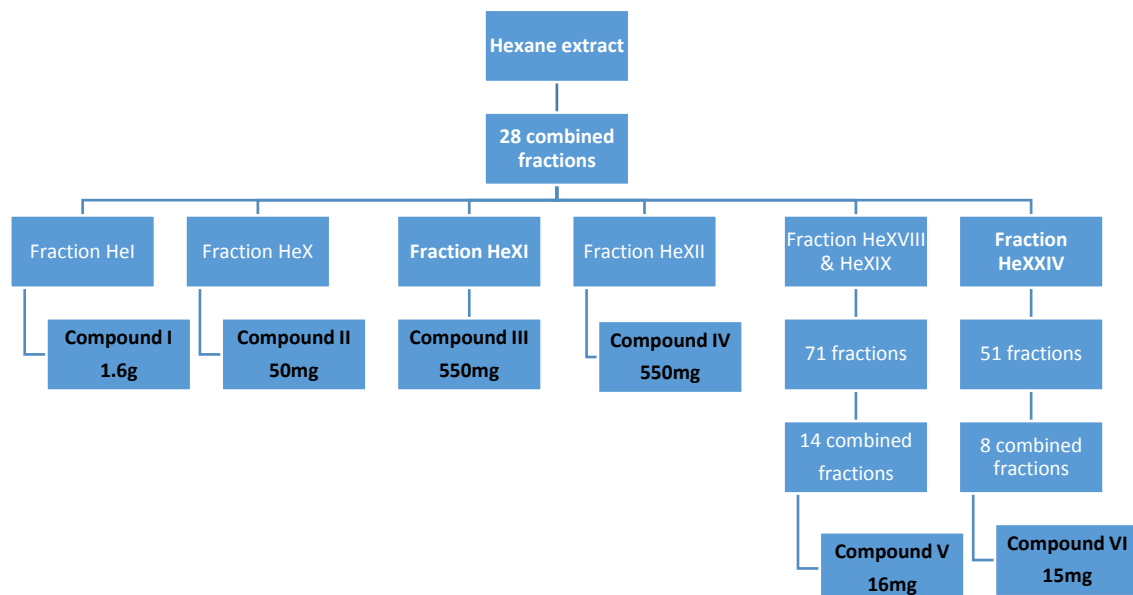 Hexane extract
28 combined
fractions
Fraction HeI
Fraction HeX
Fraction HeXI
Fraction HeXII
Fraction HeXVIII
& HeXIX
Fraction
HeXXIV
Compound I
1.6g
Compound II
50mg
Compound III
550mg
Compound IV
550mg
71 fractions
51 fractions
14 combined
fractions
8 combined
fractions
Compound V
16mg
Compound VI
15mg